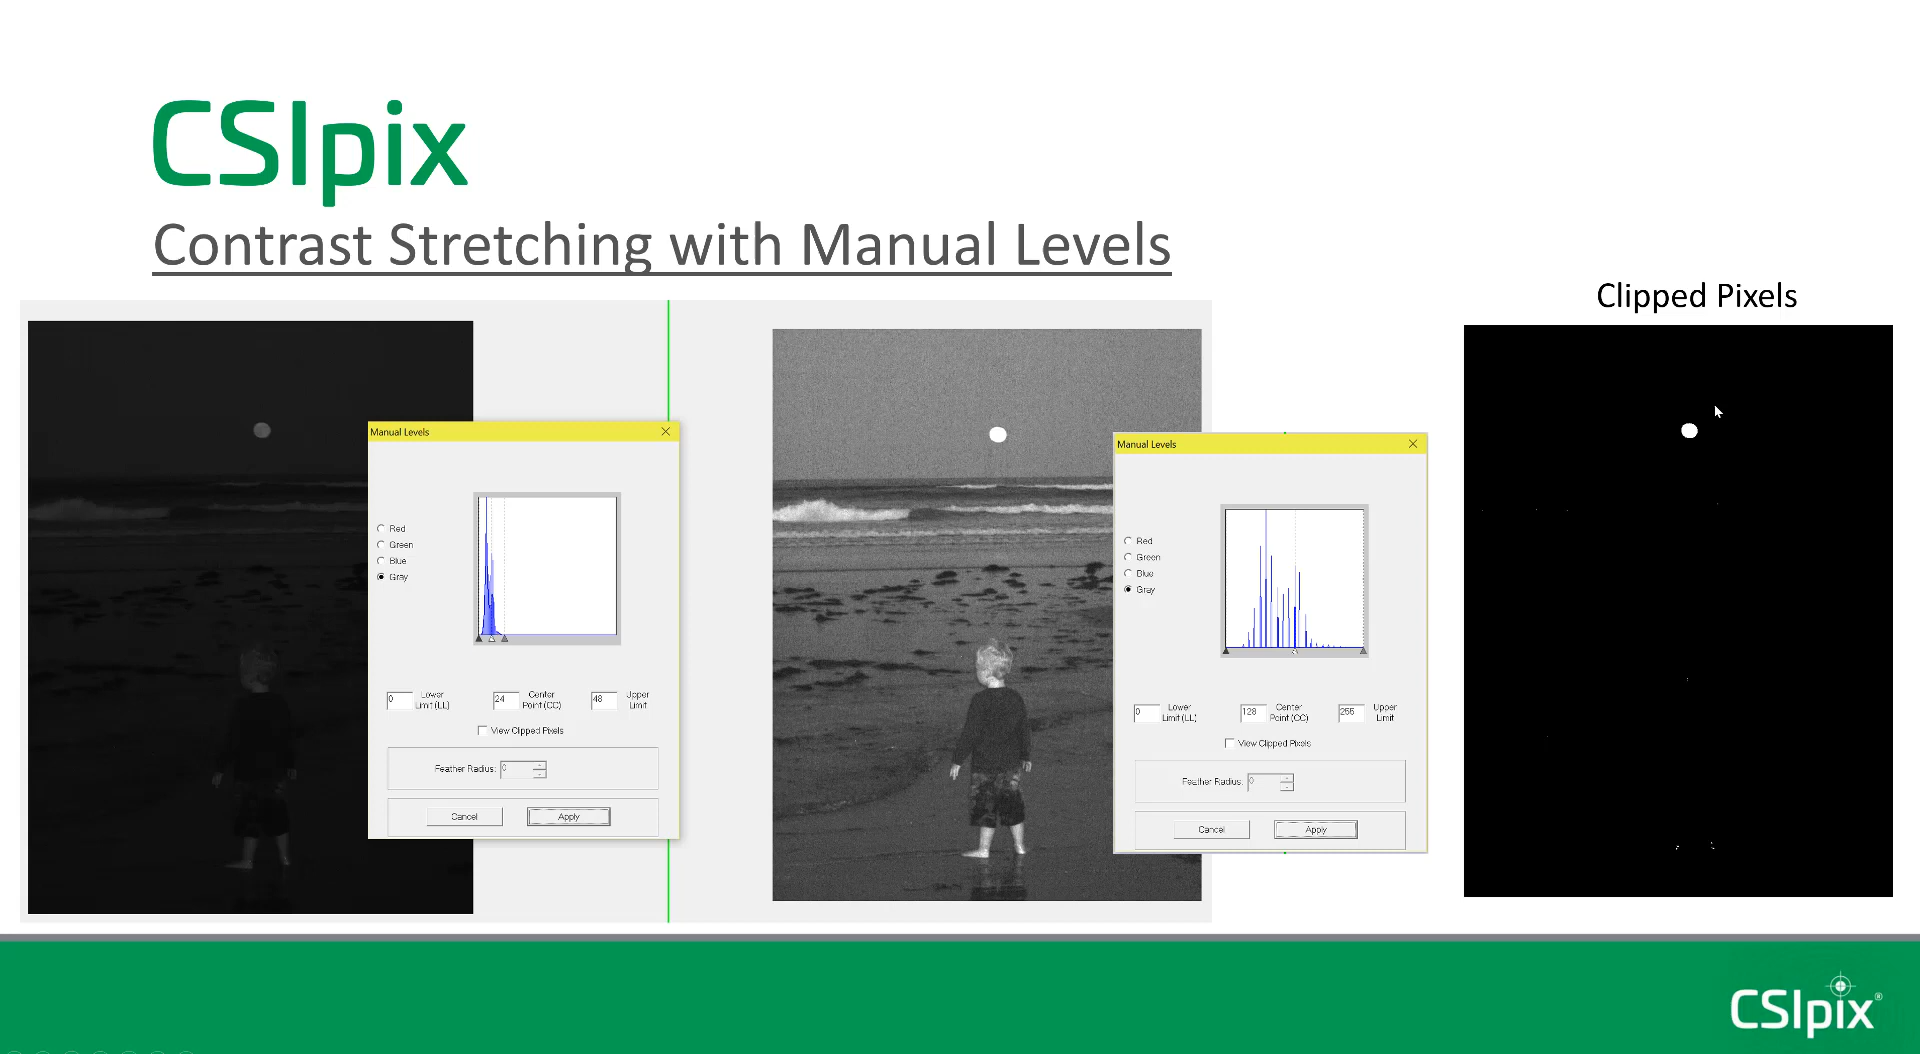 CSIpix
Contrast Stretching with Manual Levels
Clipped Pixels
Manual Levels
Red
Green
Blue
Gray
0 Lower Limit (LL) 24 Center Point (CC) 48 Upper Limit
View Clipped Pixels
Feather Radius: 0
Cancel Apply
Manual Levels
Red
Green
Blue
Gray
0 Lower Limit (LL) 128 Center Point (CC) 255 Upper Limit
View Clipped Pixels
Feather Radius: 0
Cancel Apply
CSIpix®